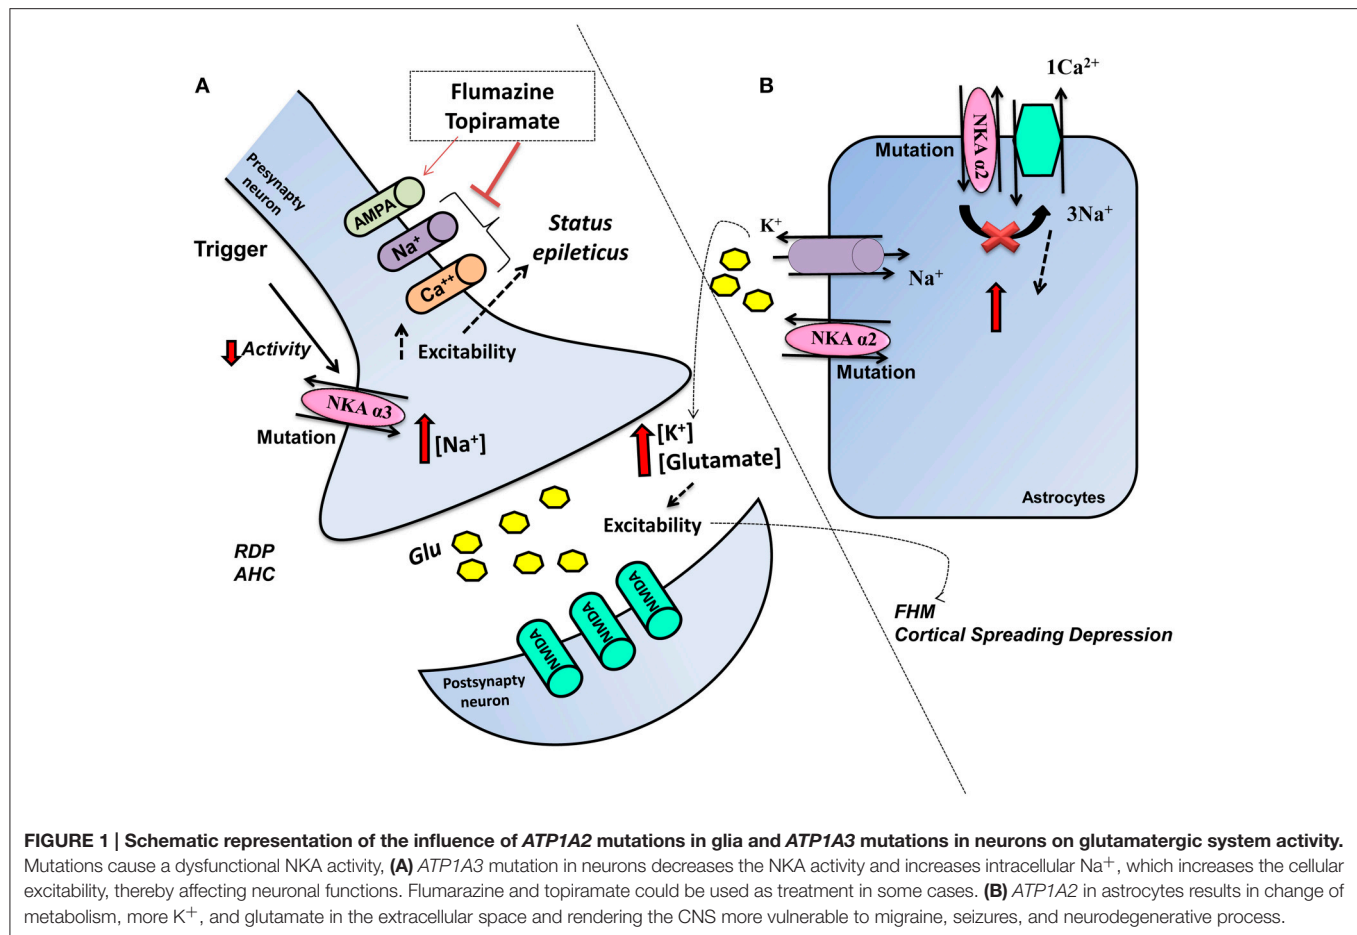 A
Flumazine
Topiramate
Presynapty
neuron
AMPA
Na⁺
Ca⁺⁺
Status
epileticus
Trigger
Activity
Excitability
NKA α3
Mutation
[Na⁺]
[K⁺]
[Glutamate]
Excitability
RDP
AHC
Glu
NMDA
NMDA
NMDA
Postsynapty
neuron
B
1Ca²⁺
Mutation
NKA α2
3Na⁺
K⁺
Na⁺
NKA α2
Mutation
Astrocytes
FHM
Cortical Spreading Depression
FIGURE 1 | Schematic representation of the influence of ATP1A2 mutations in glia and ATP1A3 mutations in neurons on glutamatergic system activity.
Mutations cause a dysfunctional NKA activity, (A) ATP1A3 mutation in neurons decreases the NKA activity and increases intracellular Na⁺, which increases the cellular
excitability, thereby affecting neuronal functions. Flumarazine and topiramate could be used as treatment in some cases. (B) ATP1A2 in astrocytes results in change of
metabolism, more K⁺, and glutamate in the extracellular space and rendering the CNS more vulnerable to migraine, seizures, and neurodegenerative process.